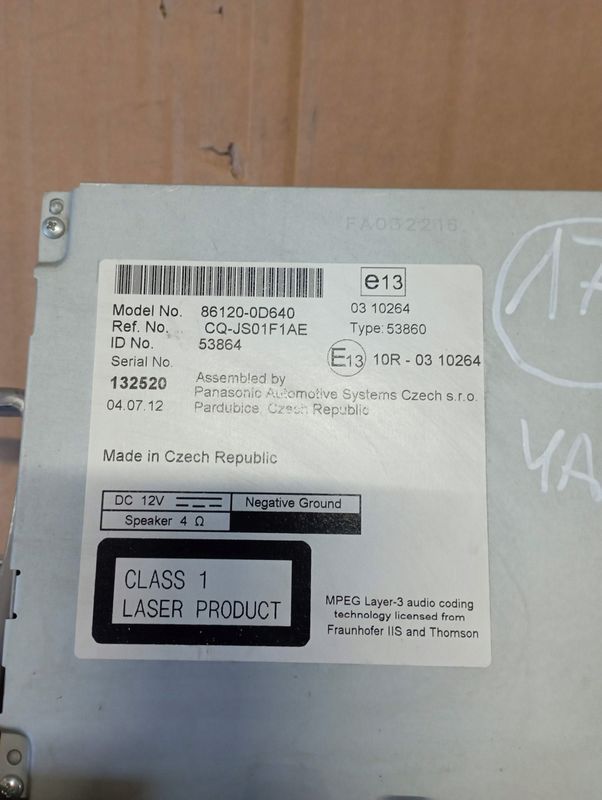 FA032216
e13
Model No. 86120-0D640
03 10264
Ref. No. CQ-JS01F1AE
Type: 53860
ID No. 53864
E13 10R - 03 10264
Serial No.
132520
Assembled by
Panasonic Automotive Systems Czech s.r.o.
04.07.12
Pardubice, Czech Republic
Made in Czech Republic
DC 12V
Negative Ground
Speaker 4 Ω
CLASS 1
LASER PRODUCT
MPEG Layer-3 audio coding
technology licensed from
Fraunhofer IIS and Thomson